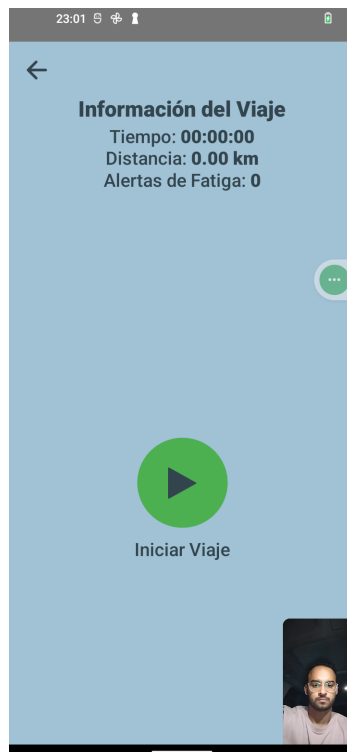 23:01
Información del Viaje
Tiempo: 00:00:00
Distancia: 0.00 km
Alertas de Fatiga: 0
Iniciar Viaje